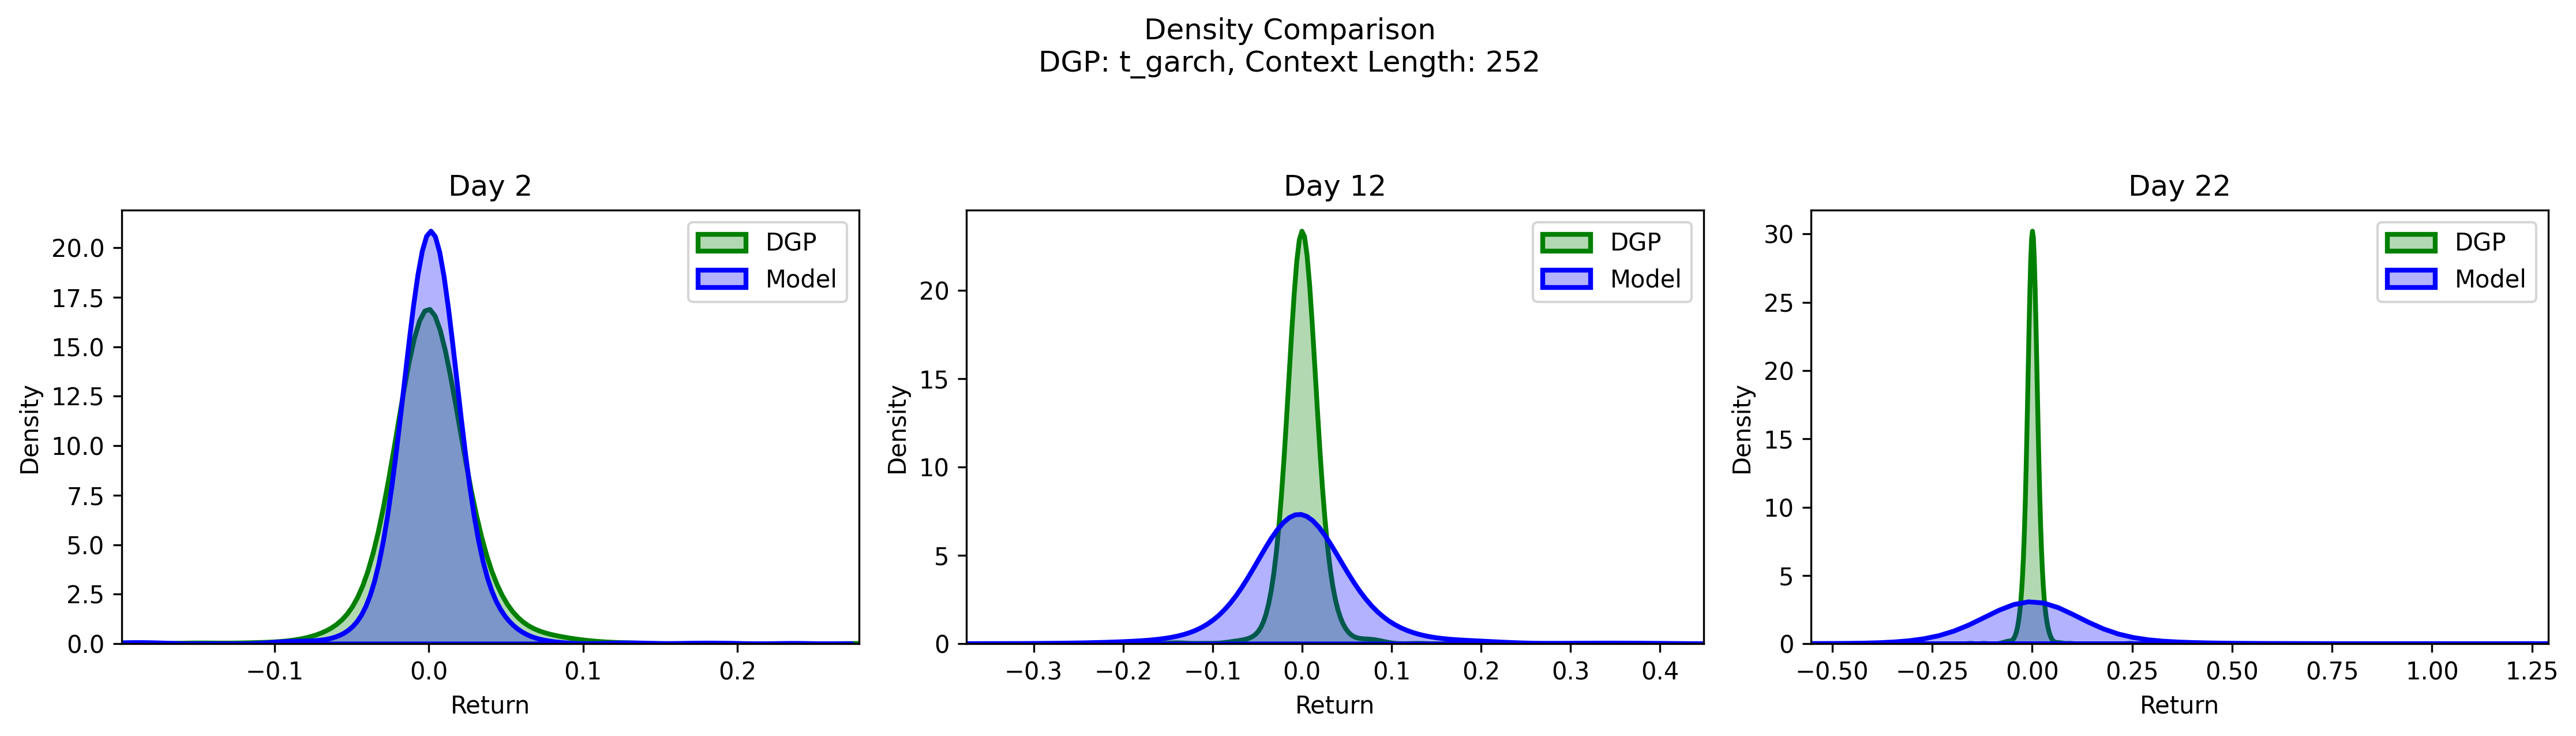 Density Comparison
DGP: t_garch, Context Length: 252
Day 2
20.0
17.5
15.0
12.5
10.0
7.5
5.0
2.5
0.0
Density
−0.1
0.0
0.1
0.2
Return
DGP
Model
Day 12
20
15
10
5
0
Density
−0.3
−0.2
−0.1
0.0
0.1
0.2
0.3
0.4
Return
DGP
Model
Day 22
30
25
20
15
10
5
0
Density
−0.50
−0.25
0.00
0.25
0.50
0.75
1.00
1.25
Return
DGP
Model